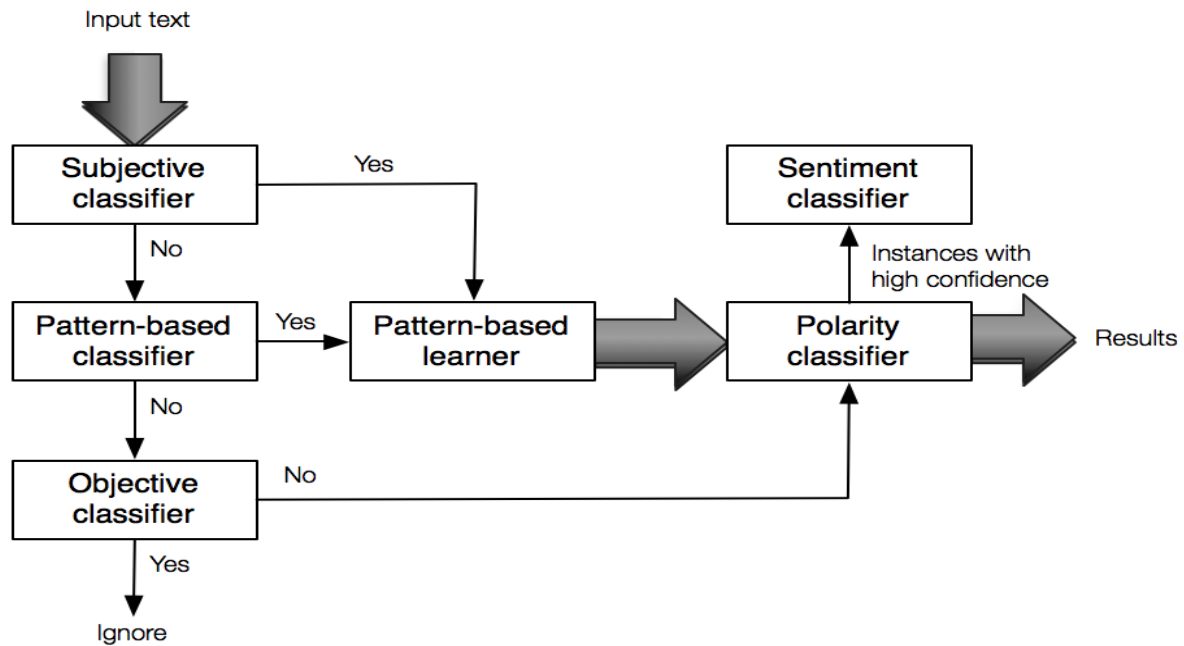 Input text
Subjective
classifier
Yes
Sentiment
classifier
No
Instances with
high confidence
Pattern-based
classifier
Yes
Pattern-based
learner
Polarity
classifier
Results
No
Objective
classifier
No
Yes
Ignore